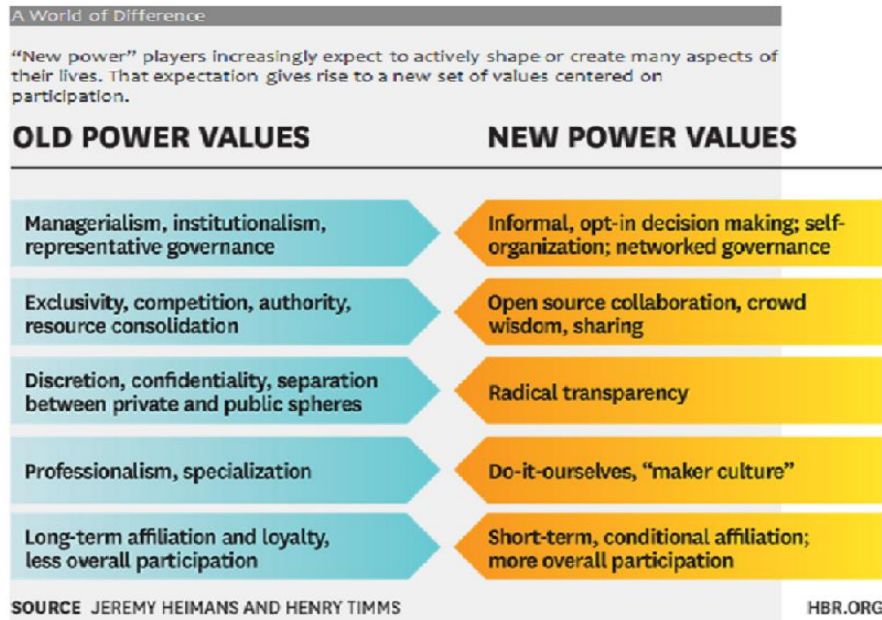 A World of Difference
“New power” players increasingly expect to actively shape or create many aspects of
their lives. That expectation gives rise to a new set of values centered on
participation.
OLD POWER VALUES
NEW POWER VALUES
Managerialism, institutionalism,
representative governance
Informal, opt-in decision making; self-
organization; networked governance
Exclusivity, competition, authority,
resource consolidation
Open source collaboration, crowd
wisdom, sharing
Discretion, confidentiality, separation
between private and public spheres
Radical transparency
Professionalism, specialization
Do-it-ourselves, “maker culture”
Long-term affiliation and loyalty,
less overall participation
Short-term, conditional affiliation;
more overall participation
SOURCE JEREMY HEIMANS AND HENRY TIMMS
HBR.ORG